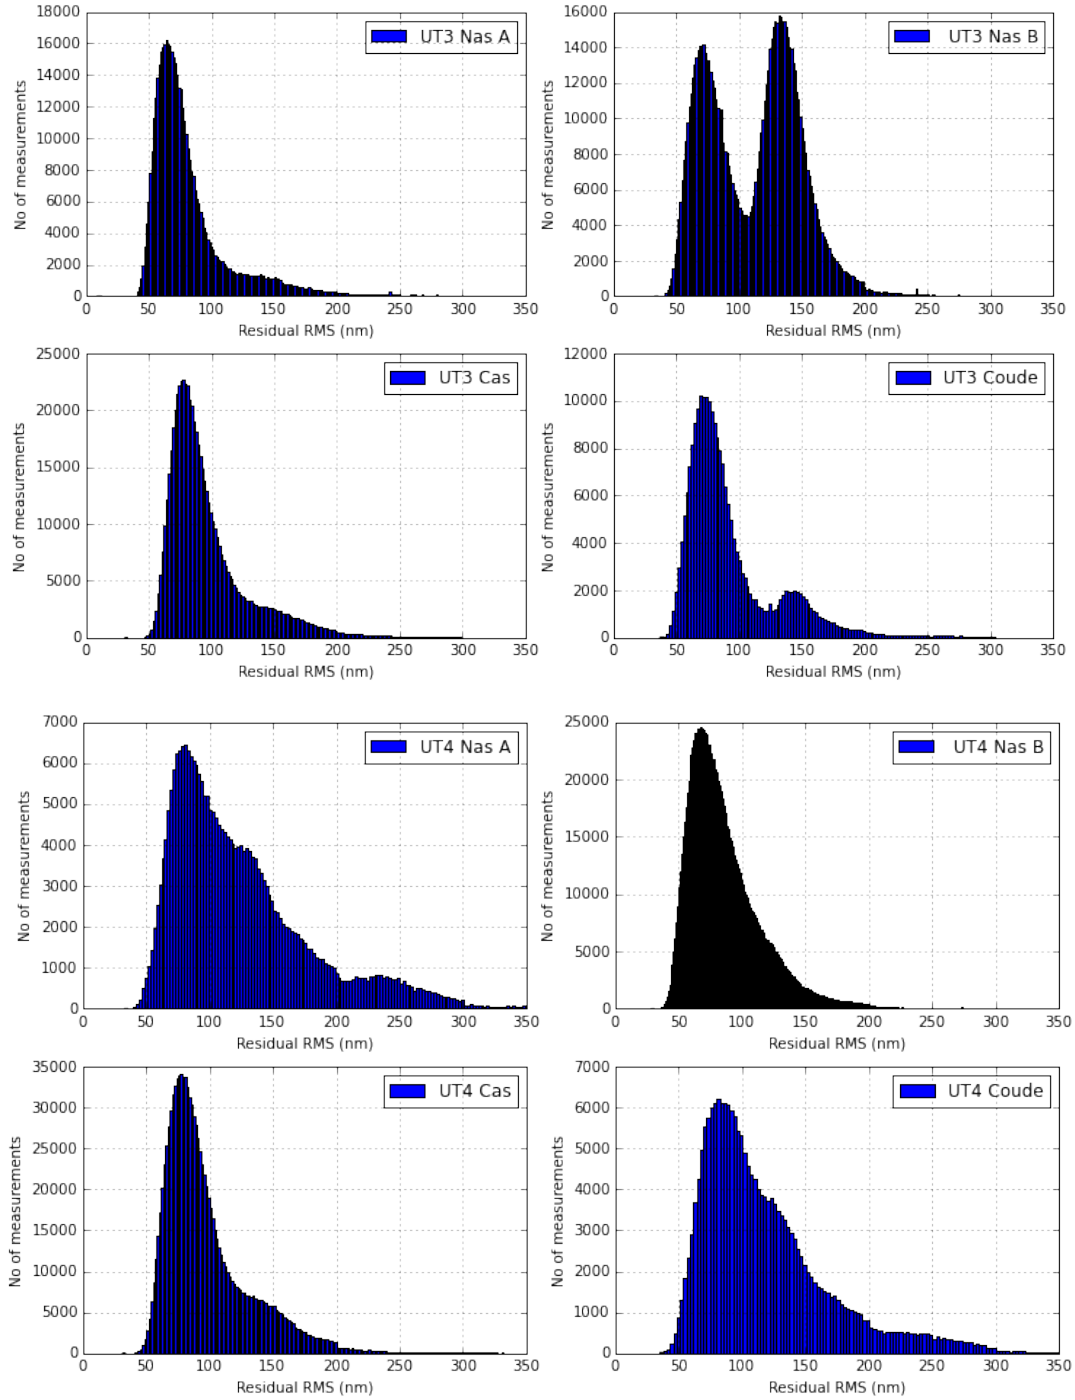 18000
16000
14000
12000
10000
8000
6000
4000
2000
0
No of measurements
UT3 Nas A
0 50 100 150 200 250 300 350
Residual RMS (nm)
16000
14000
12000
10000
8000
6000
4000
2000
0
No of measurements
UT3 Nas B
0 50 100 150 200 250 300 350
Residual RMS (nm)
25000
20000
15000
10000
5000
0
No of measurements
UT3 Cas
0 50 100 150 200 250 300 350
Residual RMS (nm)
12000
10000
8000
6000
4000
2000
0
No of measurements
UT3 Coude
0 50 100 150 200 250 300 350
Residual RMS (nm)
7000
6000
5000
4000
3000
2000
1000
0
No of measurements
UT4 Nas A
0 50 100 150 200 250 300 350
Residual RMS (nm)
25000
20000
15000
10000
5000
0
No of measurements
UT4 Nas B
0 50 100 150 200 250 300 350
Residual RMS (nm)
35000
30000
25000
20000
15000
10000
5000
0
No of measurements
UT4 Cas
0 50 100 150 200 250 300 350
Residual RMS (nm)
7000
6000
5000
4000
3000
2000
1000
0
No of measurements
UT4 Coude
0 50 100 150 200 250 300 350
Residual RMS (nm)